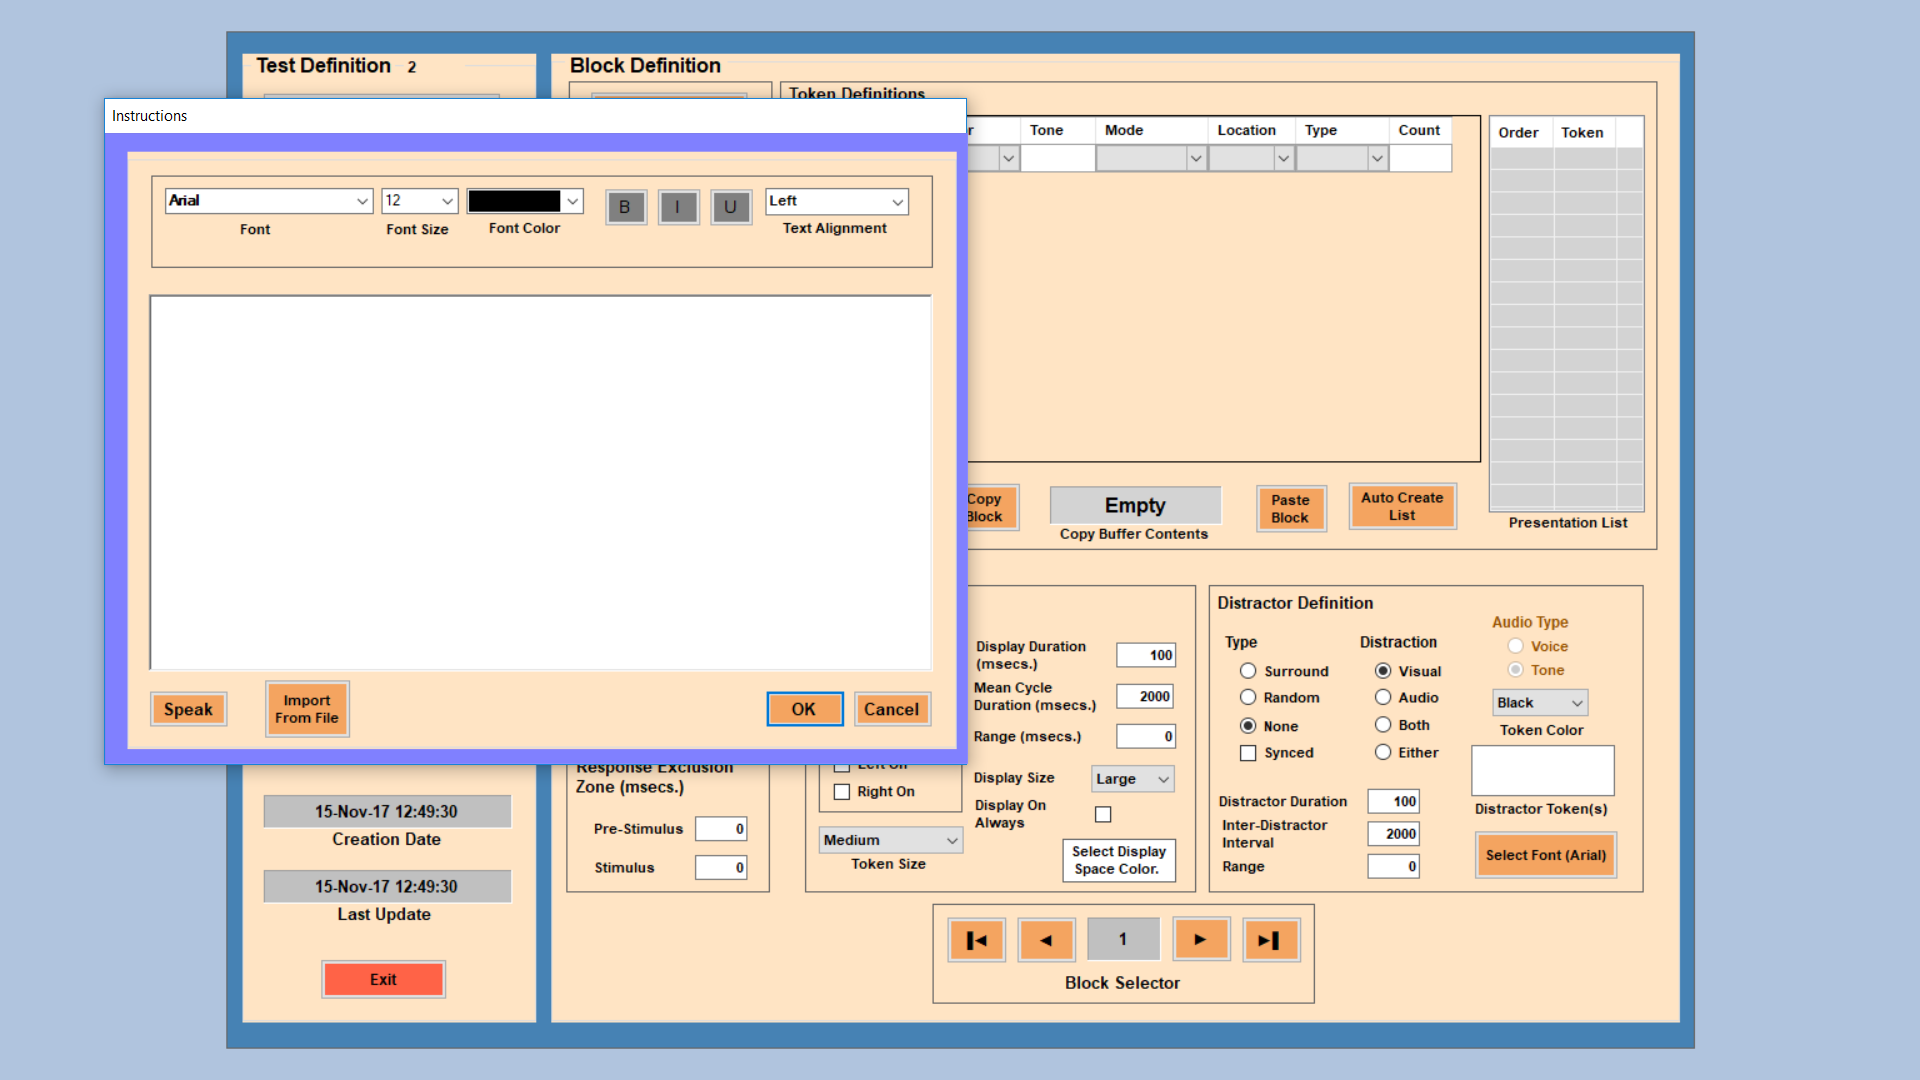 Test Definition 2
Block Definition
Token Definitions
Instructions
Arial
12
B
I
U
Left
Font
Font Size
Font Color
Text Alignment
Speak
Import
From File
OK
Cancel
r
Tone
Mode
Location
Type
Count
Order
Token
Copy
Block
Empty
Copy Buffer Contents
Paste
Block
Auto Create
List
Presentation List
Display Duration
(msecs.)
100
Mean Cycle
Duration (msecs.)
2000
Range (msecs.)
0
Display Size
Large
Display On
Always
Select Display
Space Color.
Left On
Right On
Medium
Token Size
Response Exclusion
Zone (msecs.)
Pre-Stimulus
0
Stimulus
0
Distractor Definition
Type
Surround
Random
None
Synced
Distraction
Visual
Audio
Both
Either
Audio Type
Voice
Tone
Black
Token Color
Distractor Token(s)
Distractor Duration
100
Inter-Distractor
Interval
2000
Range
0
Select Font (Arial)
15-Nov-17 12:49:30
Creation Date
15-Nov-17 12:49:30
Last Update
Exit
1
Block Selector